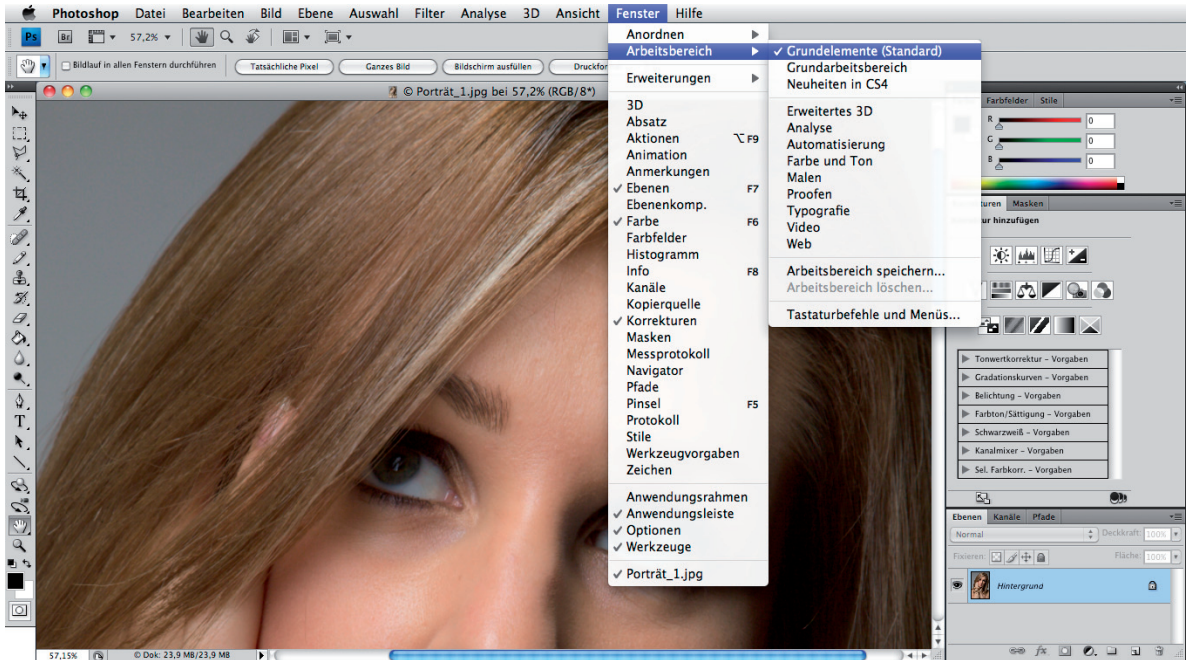 Photoshop Datei Bearbeiten Bild Ebene Auswahl Filter Analyse 3D Ansicht Fenster Hilfe
Ps Br 57,2%
Bildlauf in allen Fenstern durchführen Tatsächliche Pixel Ganzes Bild Bildschirm ausfüllen Druckfor
© Porträt_1.jpg bei 57,2% (RGB/8*)
Anordnen
Arbeitsbereich
Erweiterungen
3D
Absatz
Aktionen ⌥F9
Animation
Anmerkungen
✓ Ebenen F7
Ebenenkomp.
✓ Farbe F6
Farbfelder
Histogramm
Info F8
Kanäle
Kopierquelle
✓ Korrekturen
Masken
Messprotokoll
Navigator
Pfade
Pinsel F5
Protokoll
Stile
Werkzeugvorgaben
Zeichen
Anwendungsrahmen
✓ Anwendungsleiste
✓ Optionen
✓ Werkzeuge
✓ Porträt_1.jpg
✓ Grundelemente (Standard)
Grundarbeitsbereich
Neuheiten in CS4
Erweitertes 3D
Analyse
Automatisierung
Farbe und Ton
Malen
Proofen
Typografie
Video
Web
Arbeitsbereich speichern...
Arbeitsbereich löschen...
Tastaturbefehle und Menüs...
Farbfelder Stile
R 0
G 0
B 0
turen Masken
ur hinzufügen
Tonwertkorrektur – Vorgaben
Gradationskurven – Vorgaben
Belichtung – Vorgaben
Farbton/Sättigung – Vorgaben
Schwarzweiß – Vorgaben
Kanalmixer – Vorgaben
Sel. Farbkorr. – Vorgaben
Ebenen Kanäle Pfade
Normal Deckkraft: 100%
Fixieren: Fläche: 100%
Hintergrund
fx
57,15% © Dok: 23,9 MB/23,9 MB